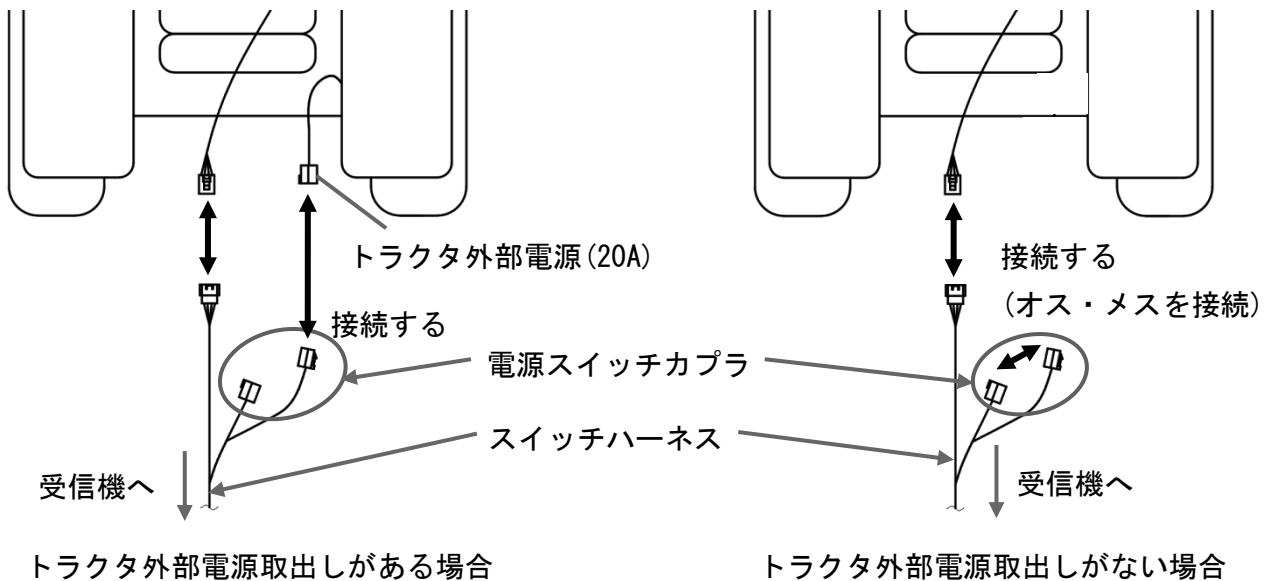 トラクタ外部電源(20A)
接続する
接続する
(オス・メスを接続)
電源スイッチカプラ
スイッチハーネス
受信機へ
受信機へ
トラクタ外部電源取出しがある場合
トラクタ外部電源取出しがない場合